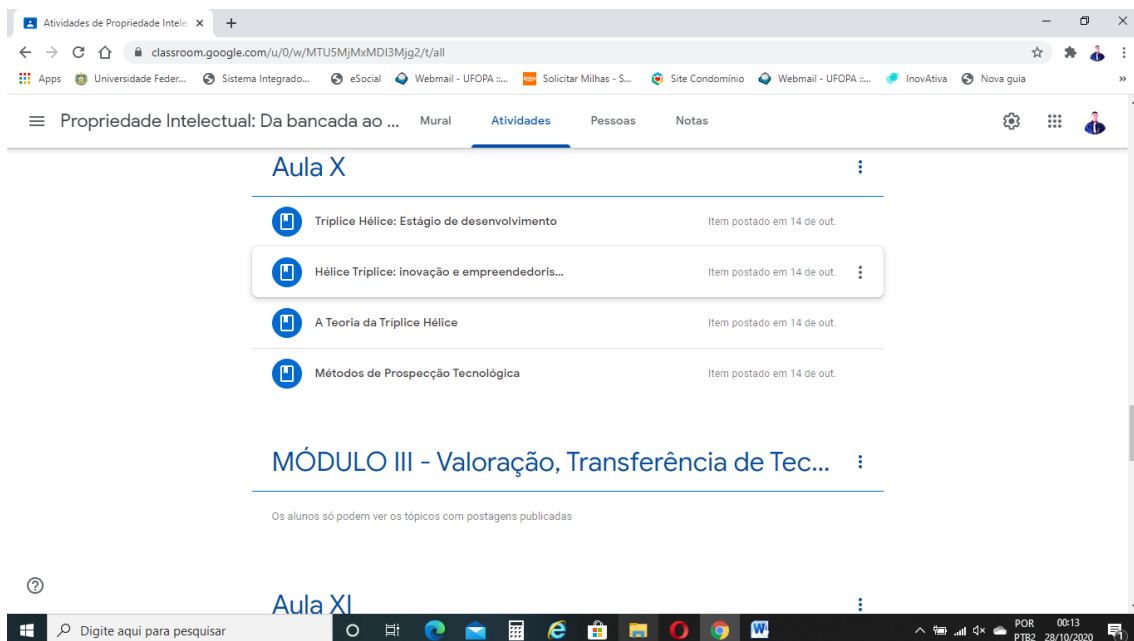 Atividades de Propriedade Intele
classroom.google.com/u/0/w/MTU5MjMxMDI3Mjg2/t/all
Apps Universidade Feder... Sistema Integrado... eSocial Webmail - UFOPA ::... Solicitar Milhas - S... Site Condomínio Webmail - UFOPA ::... InovAtiva Nova guia »
Propriedade Intelectual: Da bancada ao ... Mural Atividades Pessoas Notas
Aula X
Tríplice Hélice: Estágio de desenvolvimento Item postado em 14 de out.
Hélice Tríplice: inovação e empreendedoris... Item postado em 14 de out.
A Teoria da Tríplice Hélice Item postado em 14 de out.
Métodos de Prospecção Tecnológica Item postado em 14 de out.
MÓDULO III - Valoração, Transferência de Tec...
Os alunos só podem ver os tópicos com postagens publicadas
Aula XI
Digite aqui para pesquisar
POR 00:13
PTB2 28/10/2020